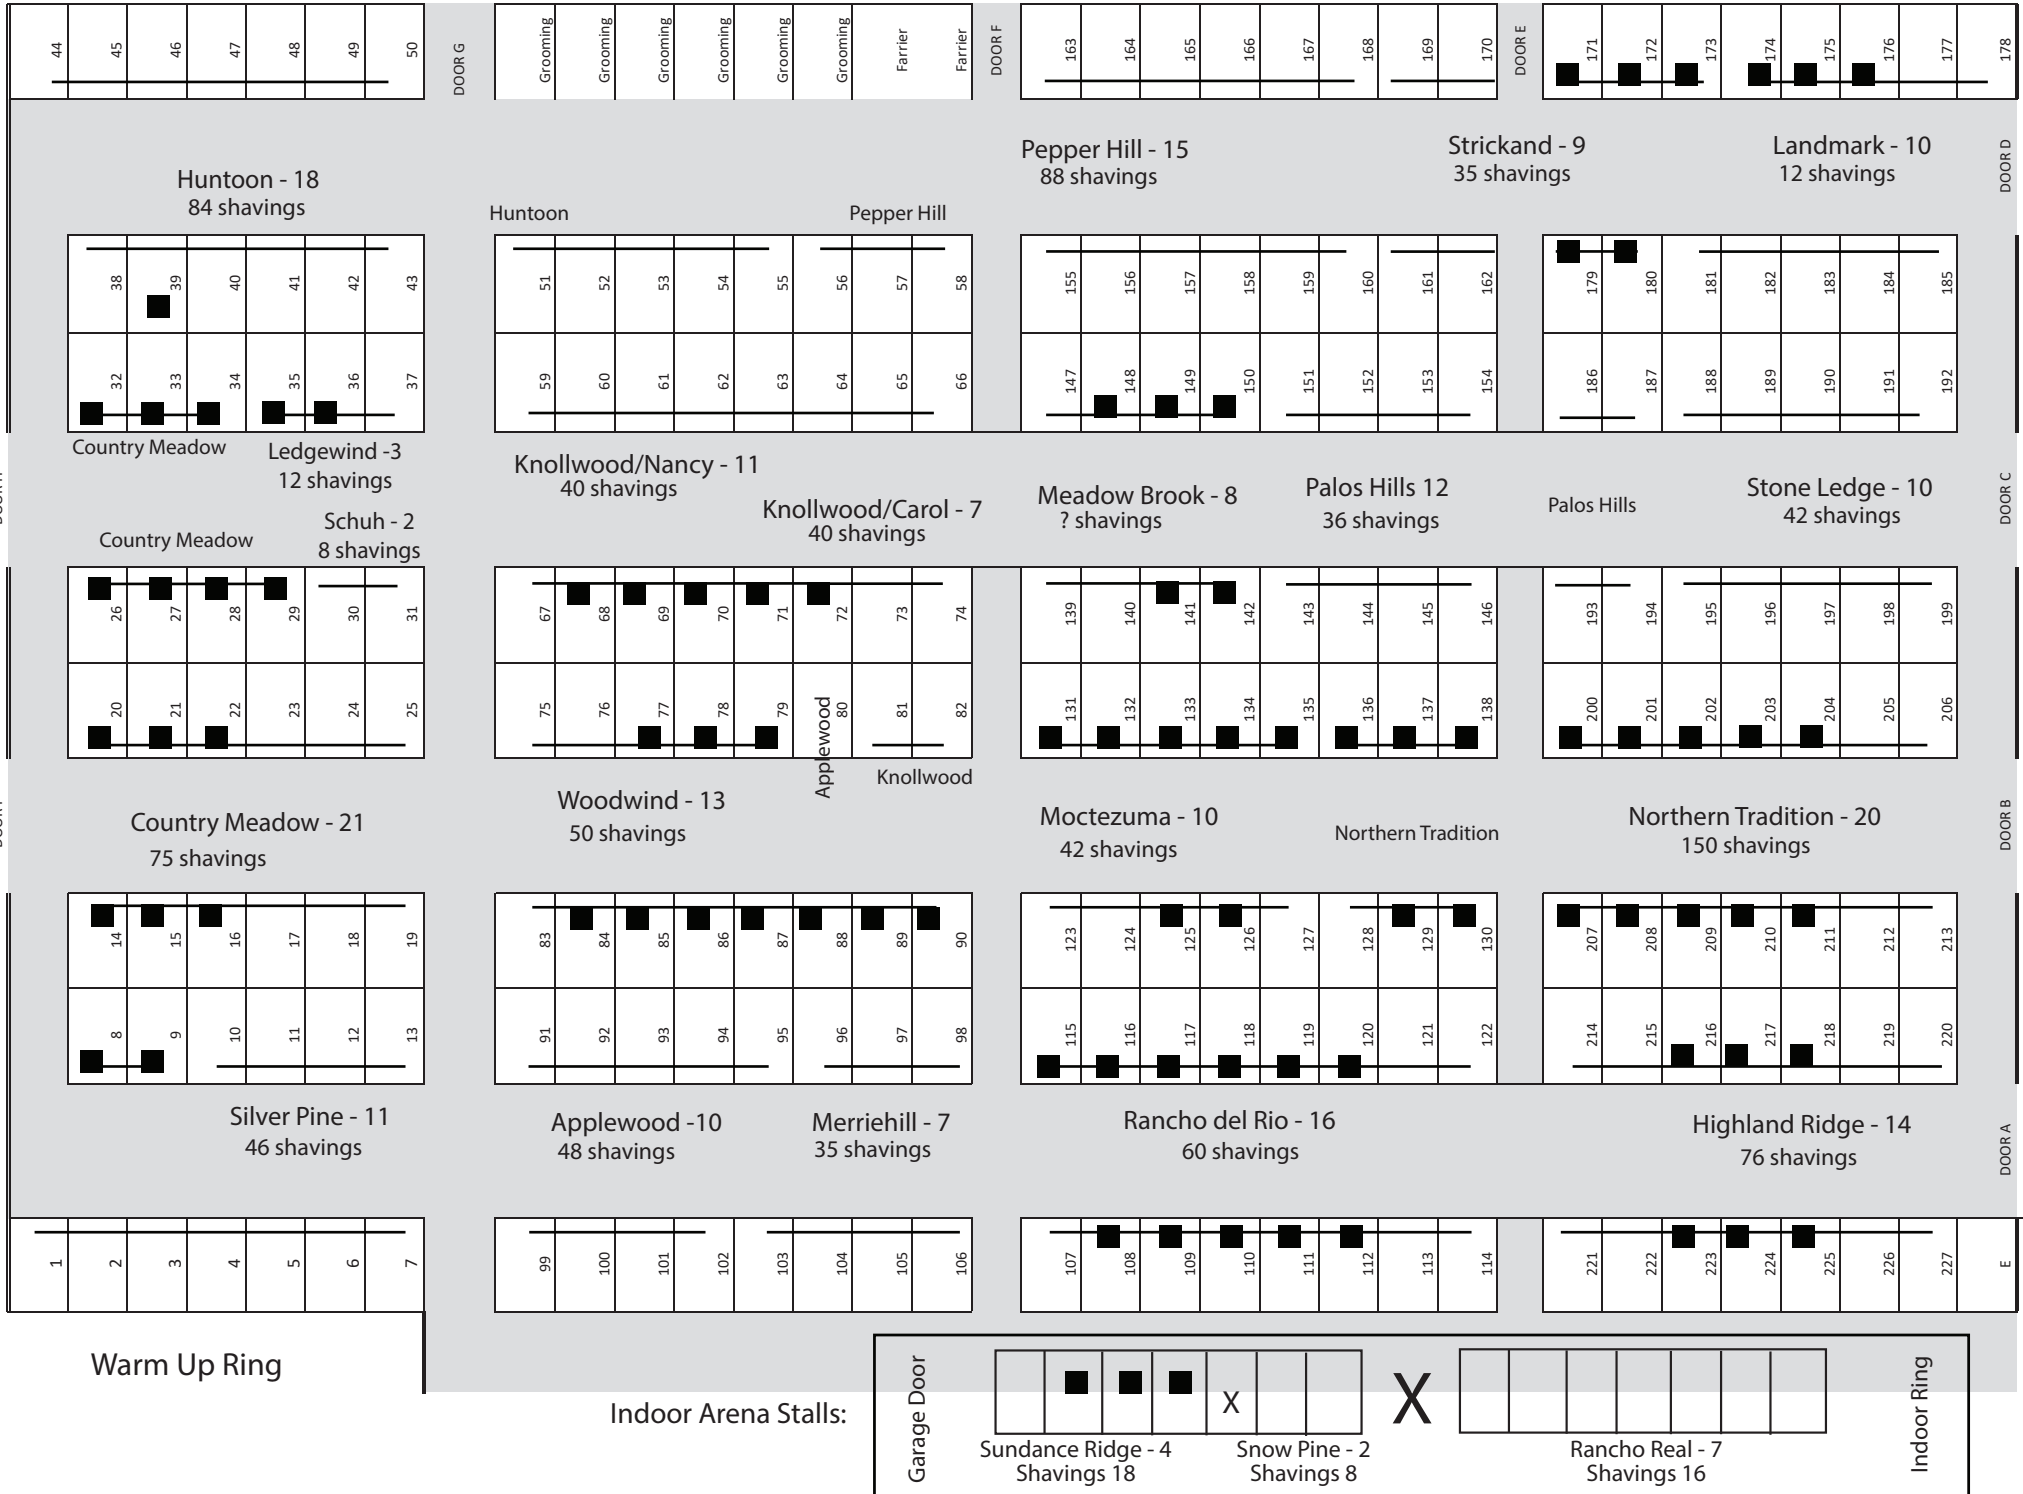 44 45 46 47 48 49 50
DOOR G
Grooming Grooming Grooming Grooming Grooming Grooming Farrier Farrier
DOOR F
163 164 165 166 167 168 169 170
DOOR E
171 172 173 174 175 176 177 178
DOOR D
Huntoon - 18
84 shavings
Huntoon
Pepper Hill
Pepper Hill - 15
88 shavings
Strickand - 9
35 shavings
Landmark - 10
12 shavings
38 39 40 41 42 43
51 52 53 54 55 56 57 58
155 156 157 158 159 160 161 162
179 180 181 182 183 184 185
32 33 34 35 36 37
59 60 61 62 63 64 65 66
147 148 149 150 151 152 153 154
186 187 188 189 190 191 192
Country Meadow
Ledgewind -3
12 shavings
Country Meadow
Schuh - 2
8 shavings
Knollwood/Nancy - 11
40 shavings
Knollwood/Carol - 7
40 shavings
Meadow Brook - 8
? shavings
Palos Hills 12
36 shavings
Palos Hills
Stone Ledge - 10
42 shavings
DOOR C
26 27 28 29 30 31
67 68 69 70 71 72 73 74
139 140 141 142 143 144 145 146
193 194 195 196 197 198 199
20 21 22 23 24 25
75 76 77 78 79 80 81 82
131 132 133 134 135 136 137 138
200 201 202 203 204 205 206
Applewood
Knollwood
Country Meadow - 21
75 shavings
Woodwind - 13
50 shavings
Moctezuma - 10
42 shavings
Northern Tradition
Northern Tradition - 20
150 shavings
DOOR B
14 15 16 17 18 19
83 84 85 86 87 88 89 90
123 124 125 126 127 128 129 130
207 208 209 210 211 212 213
8 9 10 11 12 13
91 92 93 94 95 96 97 98
115 116 117 118 119 120 121 122
214 215 216 217 218 219 220
Silver Pine - 11
46 shavings
Applewood -10
48 shavings
Merriehill - 7
35 shavings
Rancho del Rio - 16
60 shavings
Highland Ridge - 14
76 shavings
DOOR A
1 2 3 4 5 6 7
99 100 101 102 103 104 105 106
107 108 109 110 111 112 113 114
221 222 223 224 225 226 227 E
Warm Up Ring
Indoor Arena Stalls:
Garage Door
X
X
Indoor Ring
Sundance Ridge - 4
Shavings 18
Snow Pine - 2
Shavings 8
Rancho Real - 7
Shavings 16